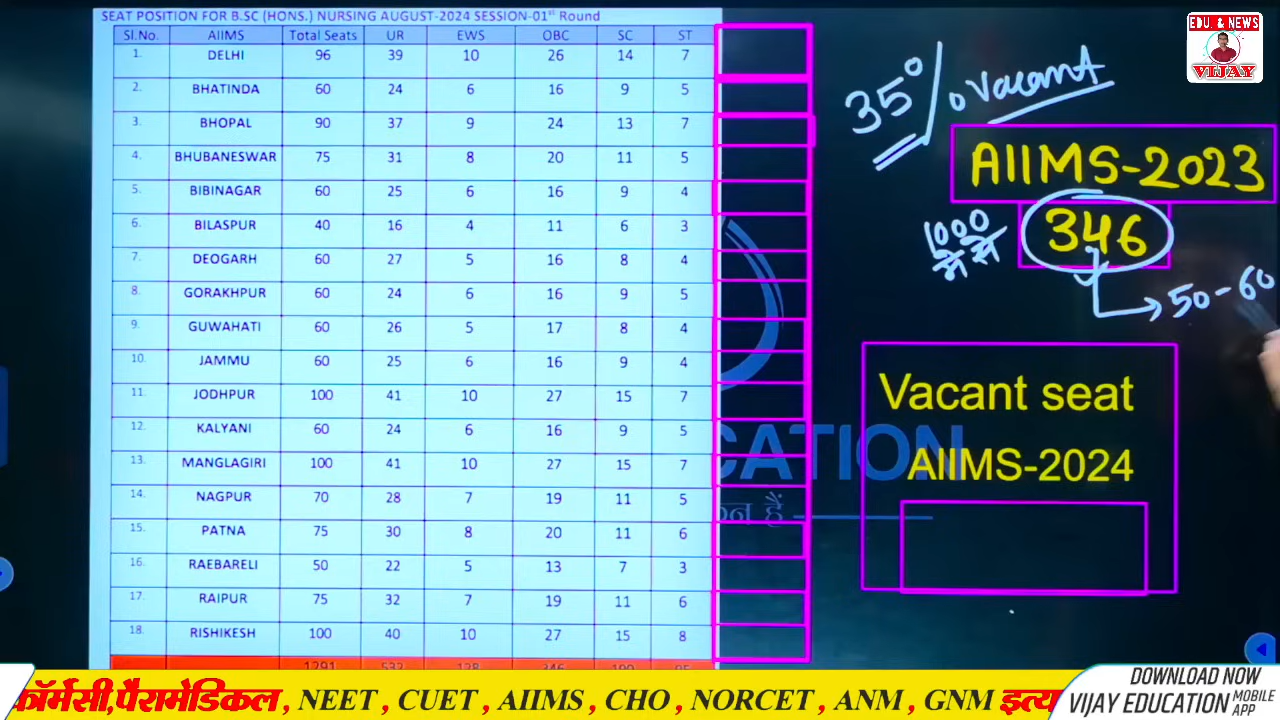 SEAT POSITION FOR B.SC (HONS.) NURSING AUGUST-2024 SESSION-01st Round
Sl.No. AIIMS Total Seats UR EWS OBC SC ST
1. DELHI 96 39 10 26 14 7
2. BHATINDA 60 24 6 16 9 5
3. BHOPAL 90 37 9 24 13 7
4. BHUBANESWAR 75 31 8 20 11 5
5. BIBINAGAR 60 25 6 16 9 4
6. BILASPUR 40 16 4 11 6 3
7. DEOGARH 60 27 5 16 8 4
8. GORAKHPUR 60 24 6 16 9 5
9. GUWAHATI 60 26 5 17 8 4
10. JAMMU 60 25 6 16 9 4
11. JODHPUR 100 41 10 27 15 7
12. KALYANI 60 24 6 16 9 5
13. MANGLAGIRI 100 41 10 27 15 7
14. NAGPUR 70 28 7 19 11 5
15. PATNA 75 30 8 20 11 6
16. RAEBARELI 50 22 5 13 7 3
17. RAIPUR 75 32 7 19 11 6
18. RISHIKESH 100 40 10 27 15 8
1291 532 128 346
35% Vacant
AIIMS-2023
346
1000
में से
50-60
Vacant seat
AIIMS-2024
CATION
हैं
EDU. & NEWS
VIJAY
फॉर्मेसी,पैरामेडिकल, NEET, CUET, AIIMS, CHO, NORCET, ANM, GNM इत्या
DOWNLOAD NOW
VIJAY EDUCATION MOBILE APP